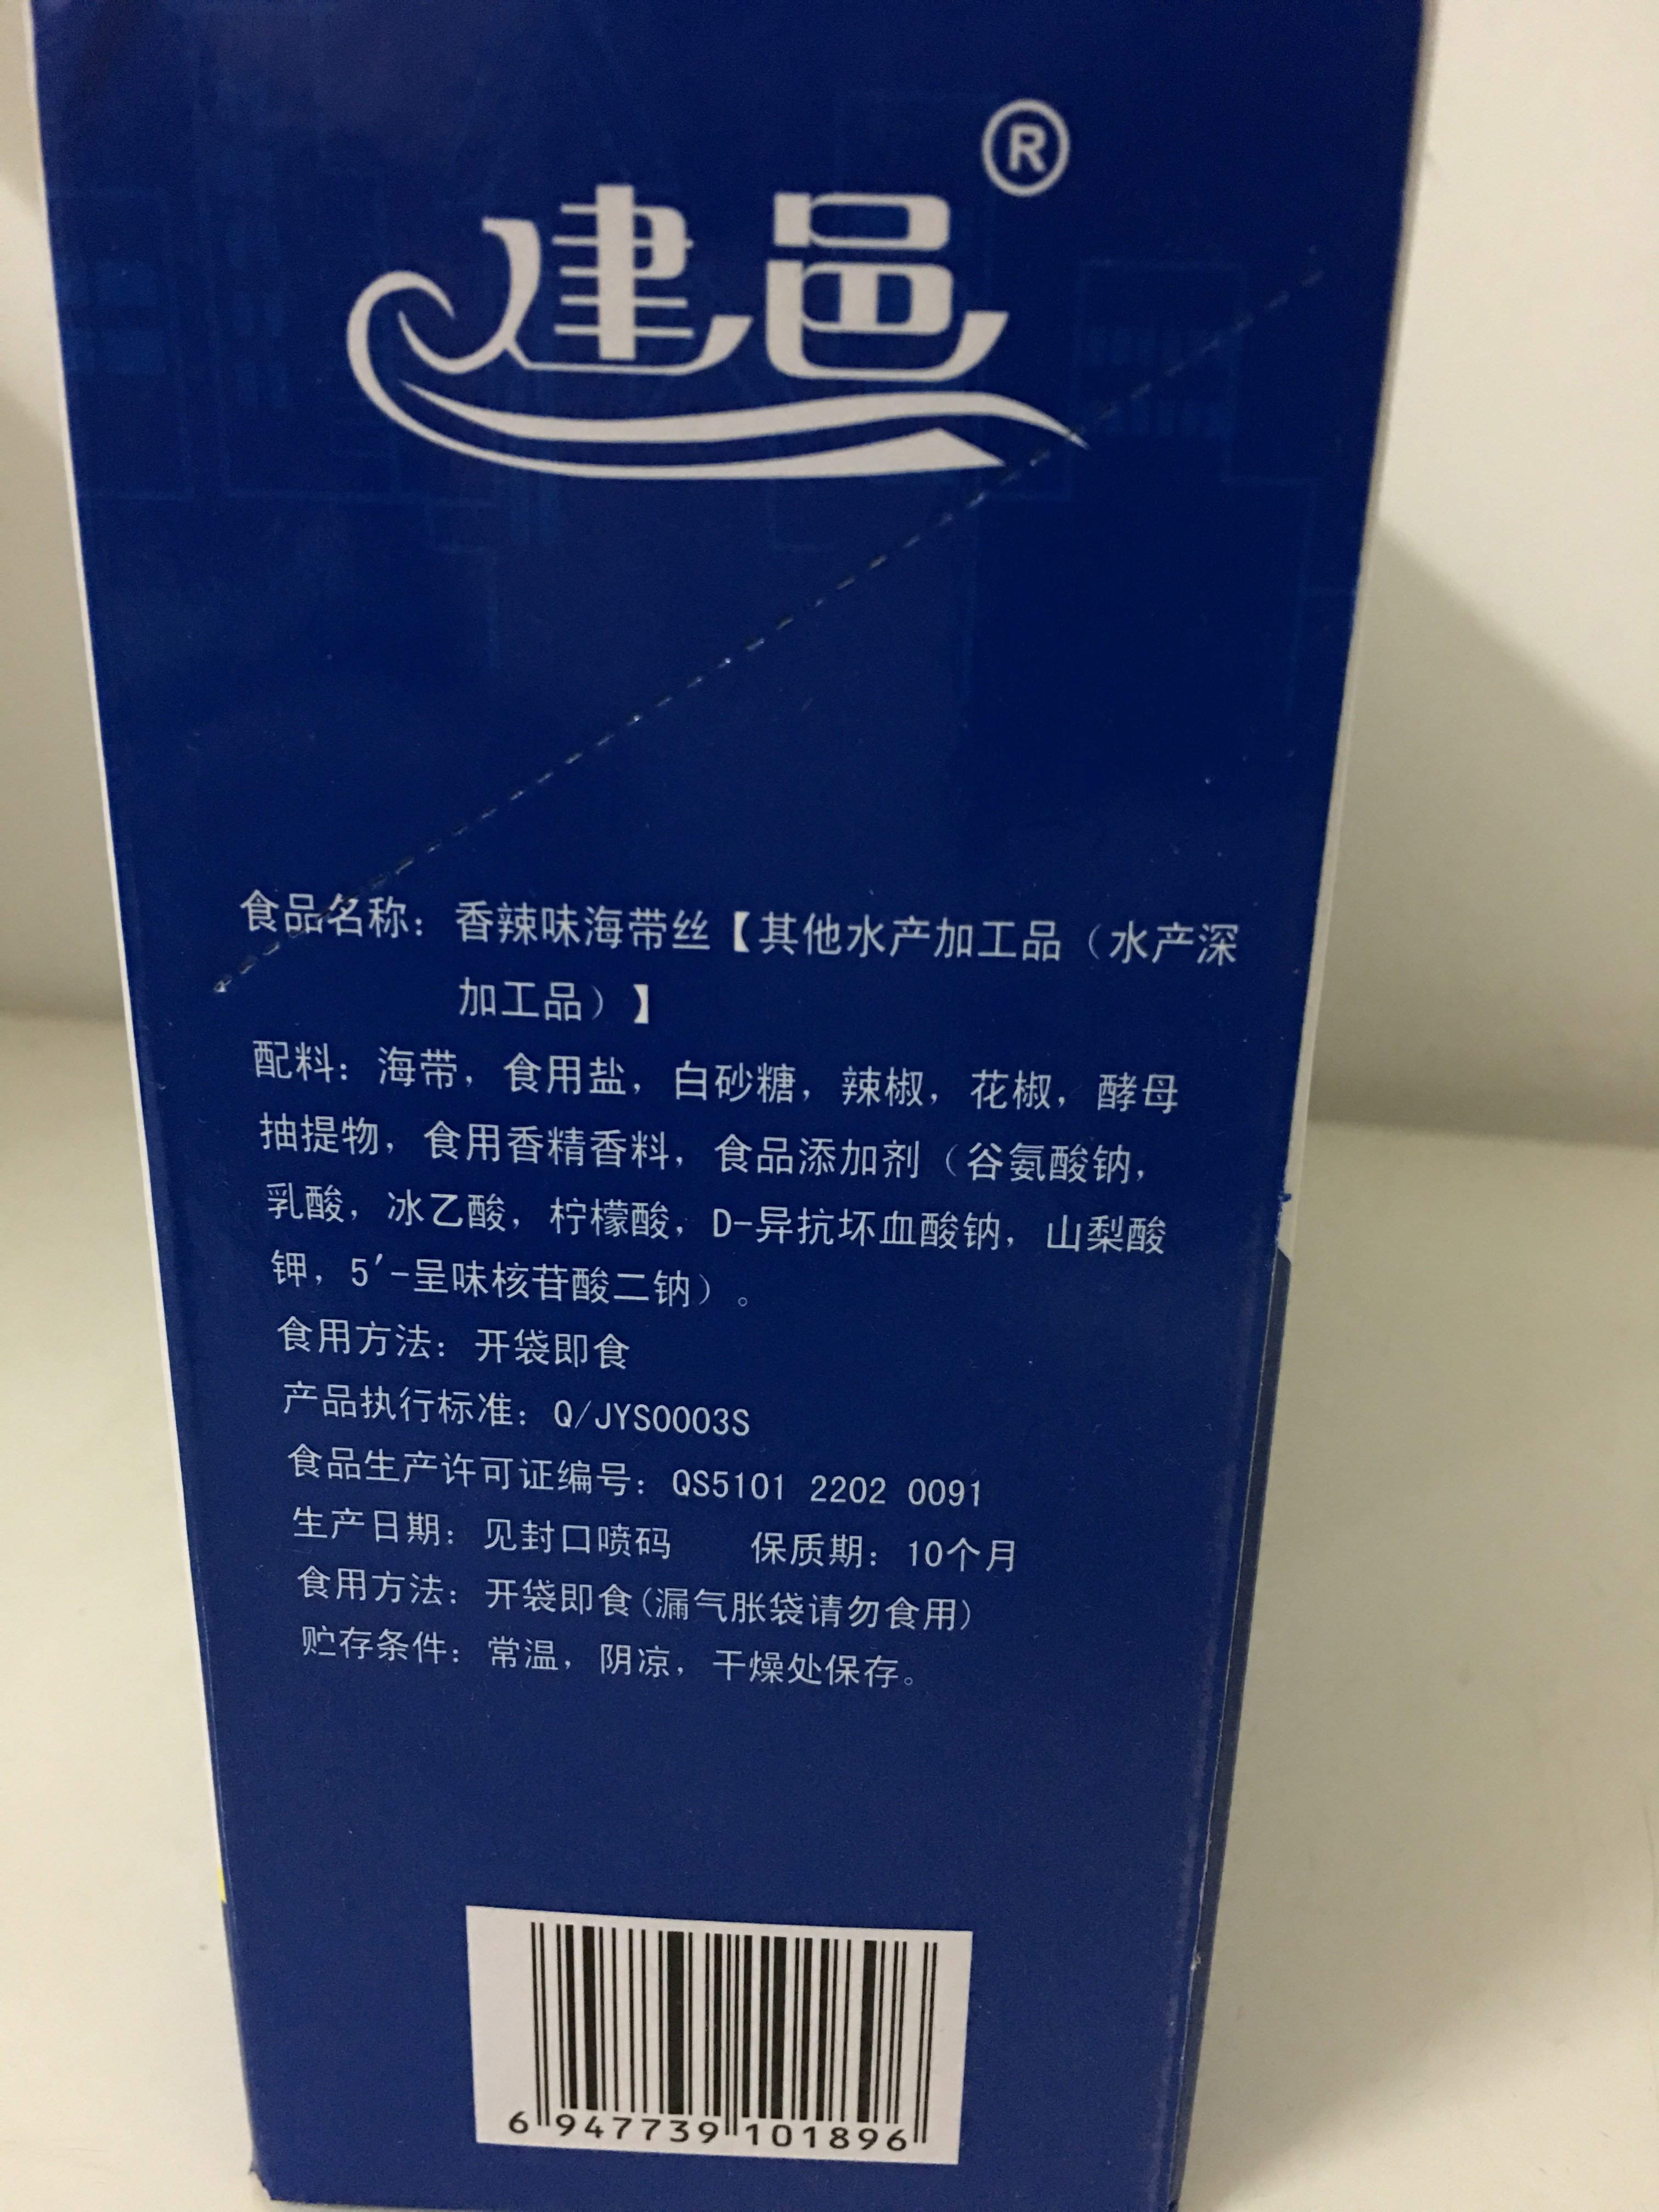 建邑®
食品名称：香辣味海带丝【其他水产加工品（水产深
加工品）】
配料：海带，食用盐，白砂糖，辣椒，花椒，酵母
抽提物，食用香精香料，食品添加剂（谷氨酸钠，
乳酸，冰乙酸，柠檬酸，D-异抗坏血酸钠，山梨酸
钾，5′-呈味核苷酸二钠）。
食用方法：开袋即食
产品执行标准：Q/JYS0003S
食品生产许可证编号：QS5101 2202 0091
生产日期：见封口喷码 保质期：10个月
食用方法：开袋即食(漏气胀袋请勿食用)
贮存条件：常温，阴凉，干燥处保存。
6 947739 101896